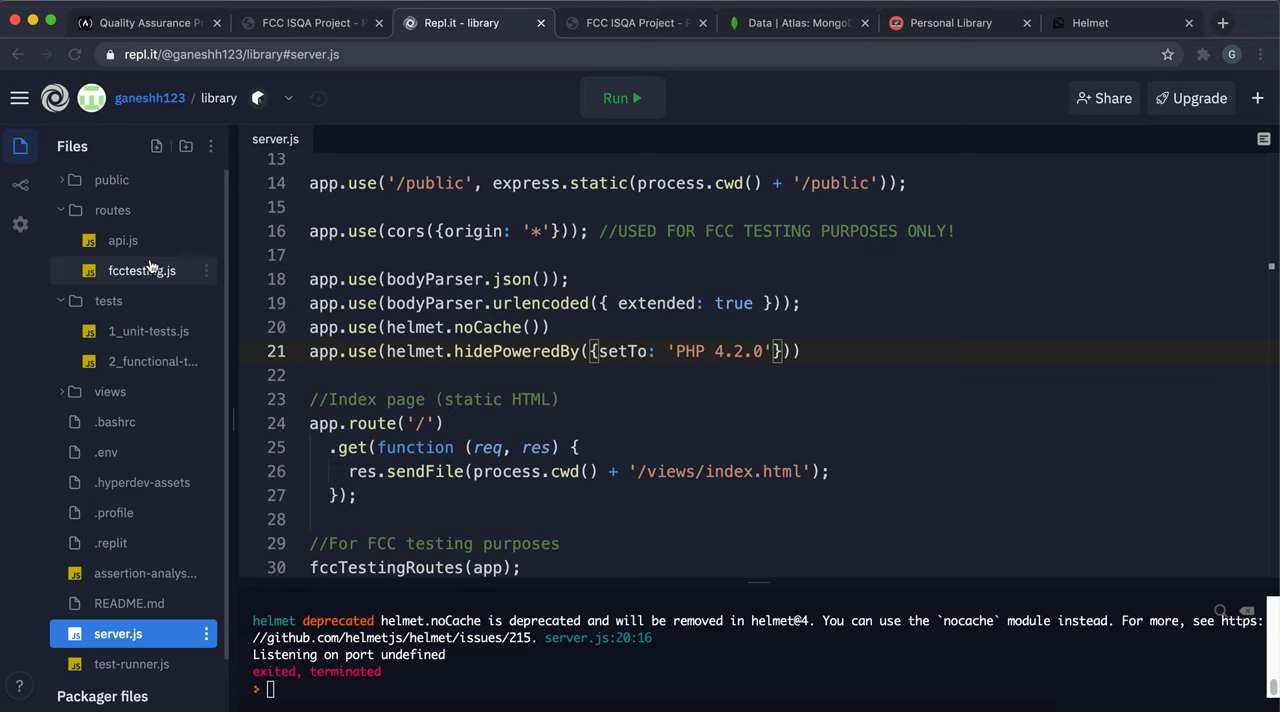 Quality Assurance P
FCC ISQA Project -
Repl.it - library
FCC ISQA Project - F
Data | Atlas: MongoD
Personal Library
Helmet
repl.it/@ganeshh123/library#server.js
G
ganeshh123 / library
Run
Share
Upgrade
Files
public
routes
api.js
fcctesting.js
tests
1_unit-tests.js
2_functional-t...
views
.bashrc
.env
.hyperdev-assets
.profile
.replit
assertion-analys...
README.md
server.js
test-runner.js
Packager files
server.js
13
14 app.use('/public', express.static(process.cwd() + '/public'));
15
16 app.use(cors({origin: '*'})); //USED FOR FCC TESTING PURPOSES ONLY!
17
18 app.use(bodyParser.json());
19 app.use(bodyParser.urlencoded({ extended: true }));
20 app.use(helmet.noCache())
21 app.use(helmet.hidePoweredBy({setTo: 'PHP 4.2.0'}))
22
23 //Index page (static HTML)
24 app.route('/')
25 .get(function (req, res) {
26 res.sendFile(process.cwd() + '/views/index.html');
27 });
28
29 //For FCC testing purposes
30 fccTestingRoutes(app);
helmet deprecated helmet.noCache is deprecated and will be removed in helmet@4. You can use the `nocache` module instead. For more, see https:
//github.com/helmetjs/helmet/issues/215. server.js:20:16
Listening on port undefined
exited, terminated